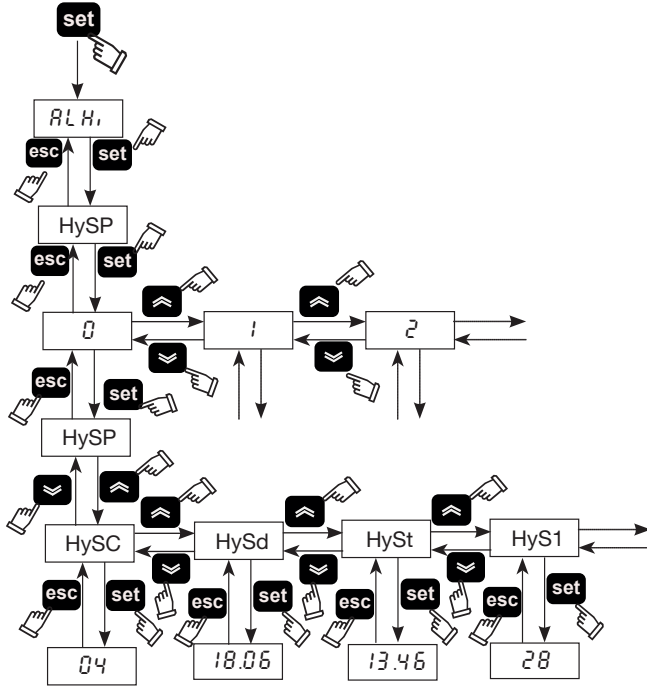 set
ALHi
esc set
HySP
esc set
0 1 2
esc set
HySP
HySC HySd HySt HyS1
esc set esc set esc set esc set
04 18.06 13.46 28